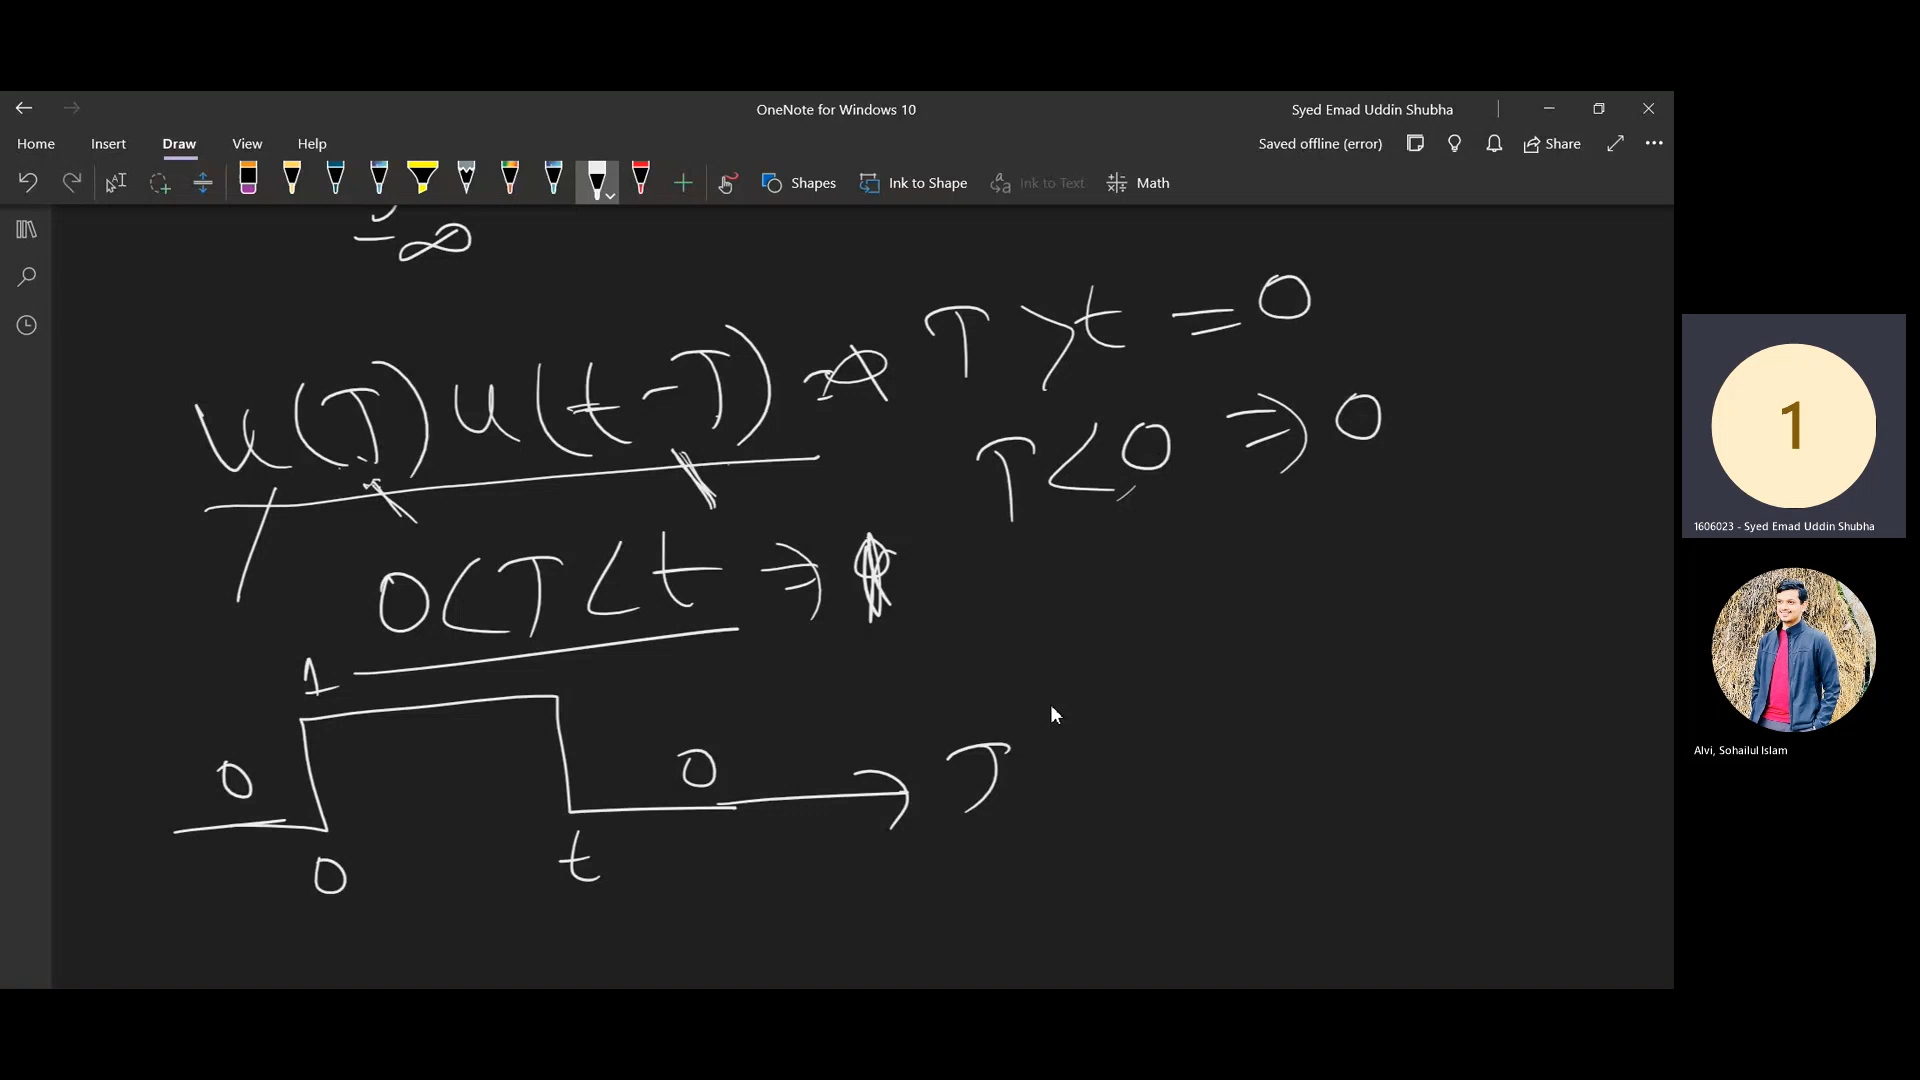 OneNote for Windows 10
Syed Emad Uddin Shubha
Home Insert Draw View Help
Saved offline (error)
Share
Shapes
Ink to Shape
Ink to Text
Math
-∞
u(τ)u(t-τ)
τ>t =0
τ<0 ⇒0
0<τ<t ⇒1
1
0
0
τ
0
t
1
1606023 - Syed Emad Uddin Shubha
Alvi, Sohailul Islam